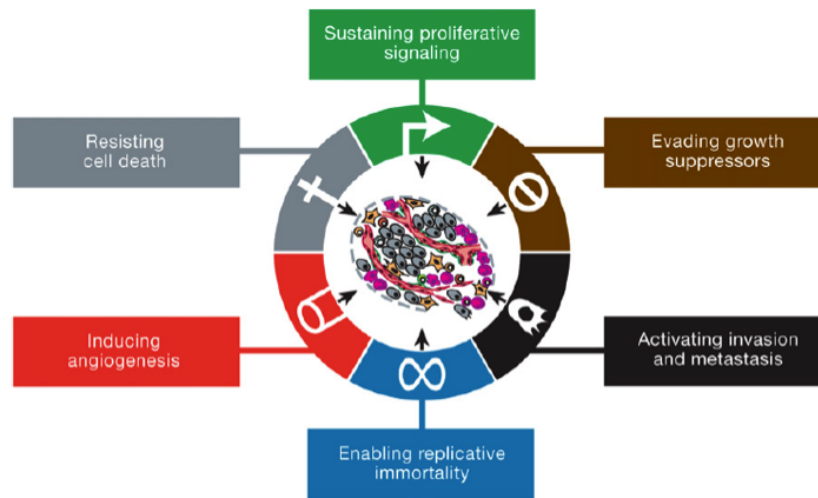 Sustaining proliferative
signaling
Resisting
cell death
Evading growth
suppressors
Inducing
angiogenesis
Activating invasion
and metastasis
Enabling replicative
immortality